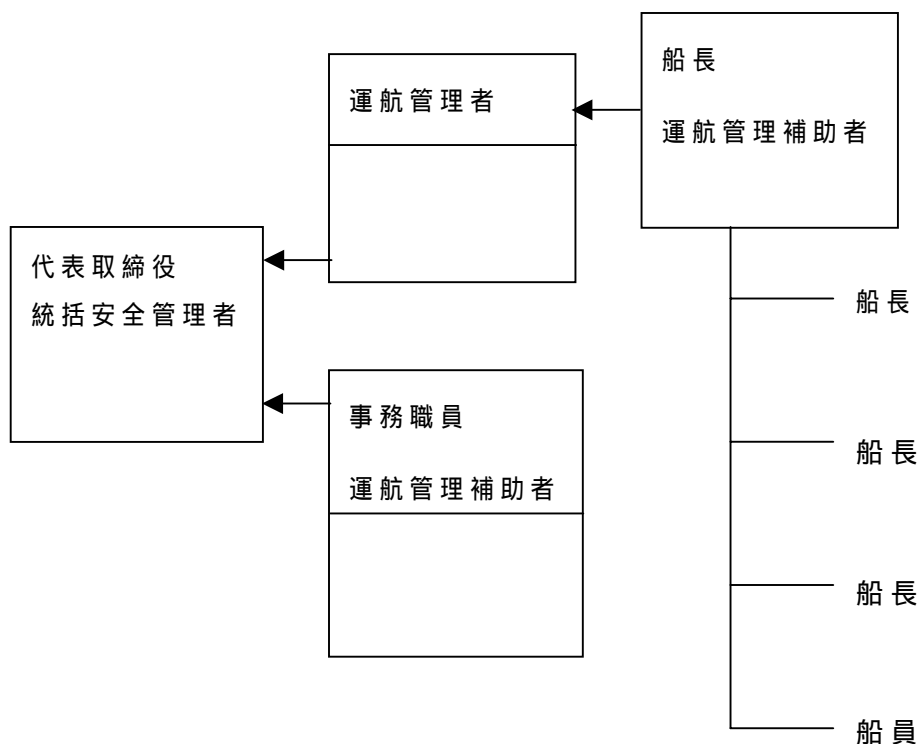 船長
運航管理補助者
運航管理者
代表取締役
統括安全管理者
事務職員
運航管理補助者
船長
船長
船長
船員